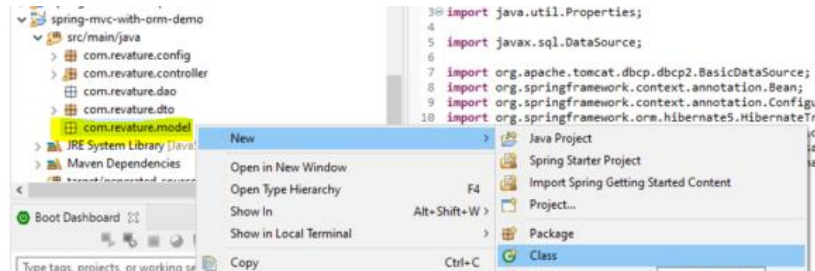 spring-mvc-with-orm-demo
src/main/java
com.revature.config
com.revature.controller
com.revature.dao
com.revature.dto
com.revature.model
JRE System Library
Maven Dependencies
Boot Dashboard
Type tags, projects, or working se
3 import java.util.Properties;
4
5 import javax.sql.DataSource;
6
7 import org.apache.tomcat.dbcp.dbcp2.BasicDataSource;
8 import org.springframework.context.annotation.Bean;
9 import org.springframework.context.annotation.Configu
10 import org.springframework.orm.hibernate5.HibernateTr
New >
Open in New Window
Open Type Hierarchy F4
Show In Alt+Shift+W >
Show in Local Terminal >
Copy Ctrl+C
Java Project
Spring Starter Project
Import Spring Getting Started Content
Project...
Package
Class